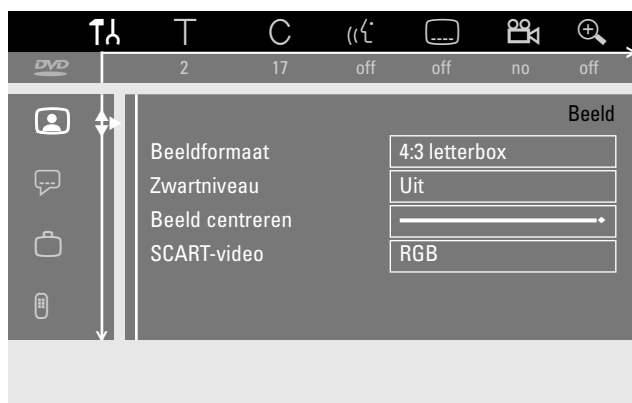 T C
DVD 2 17 off off no off
Beeld
Beeldformaat 4:3 letterbox
Zwartniveau Uit
Beeld centreren
SCART-video RGB